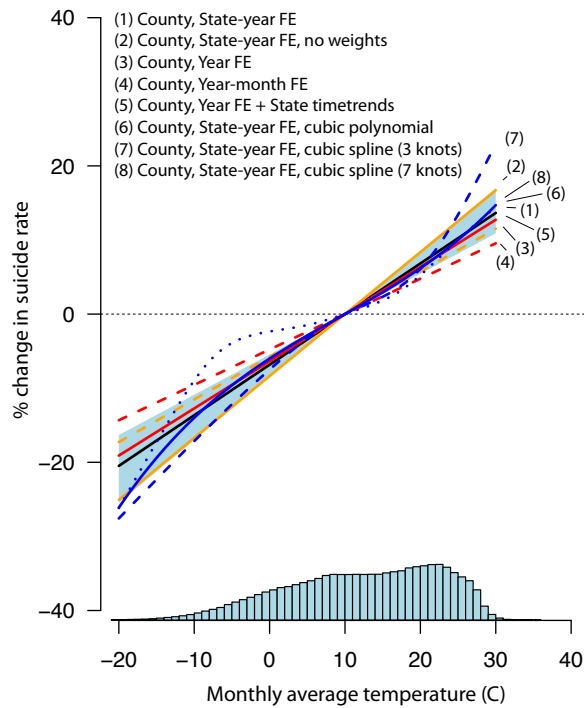 (1) County, State-year FE
(2) County, State-year FE, no weights
(3) County, Year FE
(4) County, Year-month FE
(5) County, Year FE + State timetrends
(6) County, State-year FE, cubic polynomial
(7) County, State-year FE, cubic spline (3 knots)
(8) County, State-year FE, cubic spline (7 knots)
(7)
(2)
(8)
(6)
(1)
(5)
(3)
(4)
% change in suicide rate
40
20
0
−20
−40
−20 −10 0 10 20 30
Monthly average temperature (C)